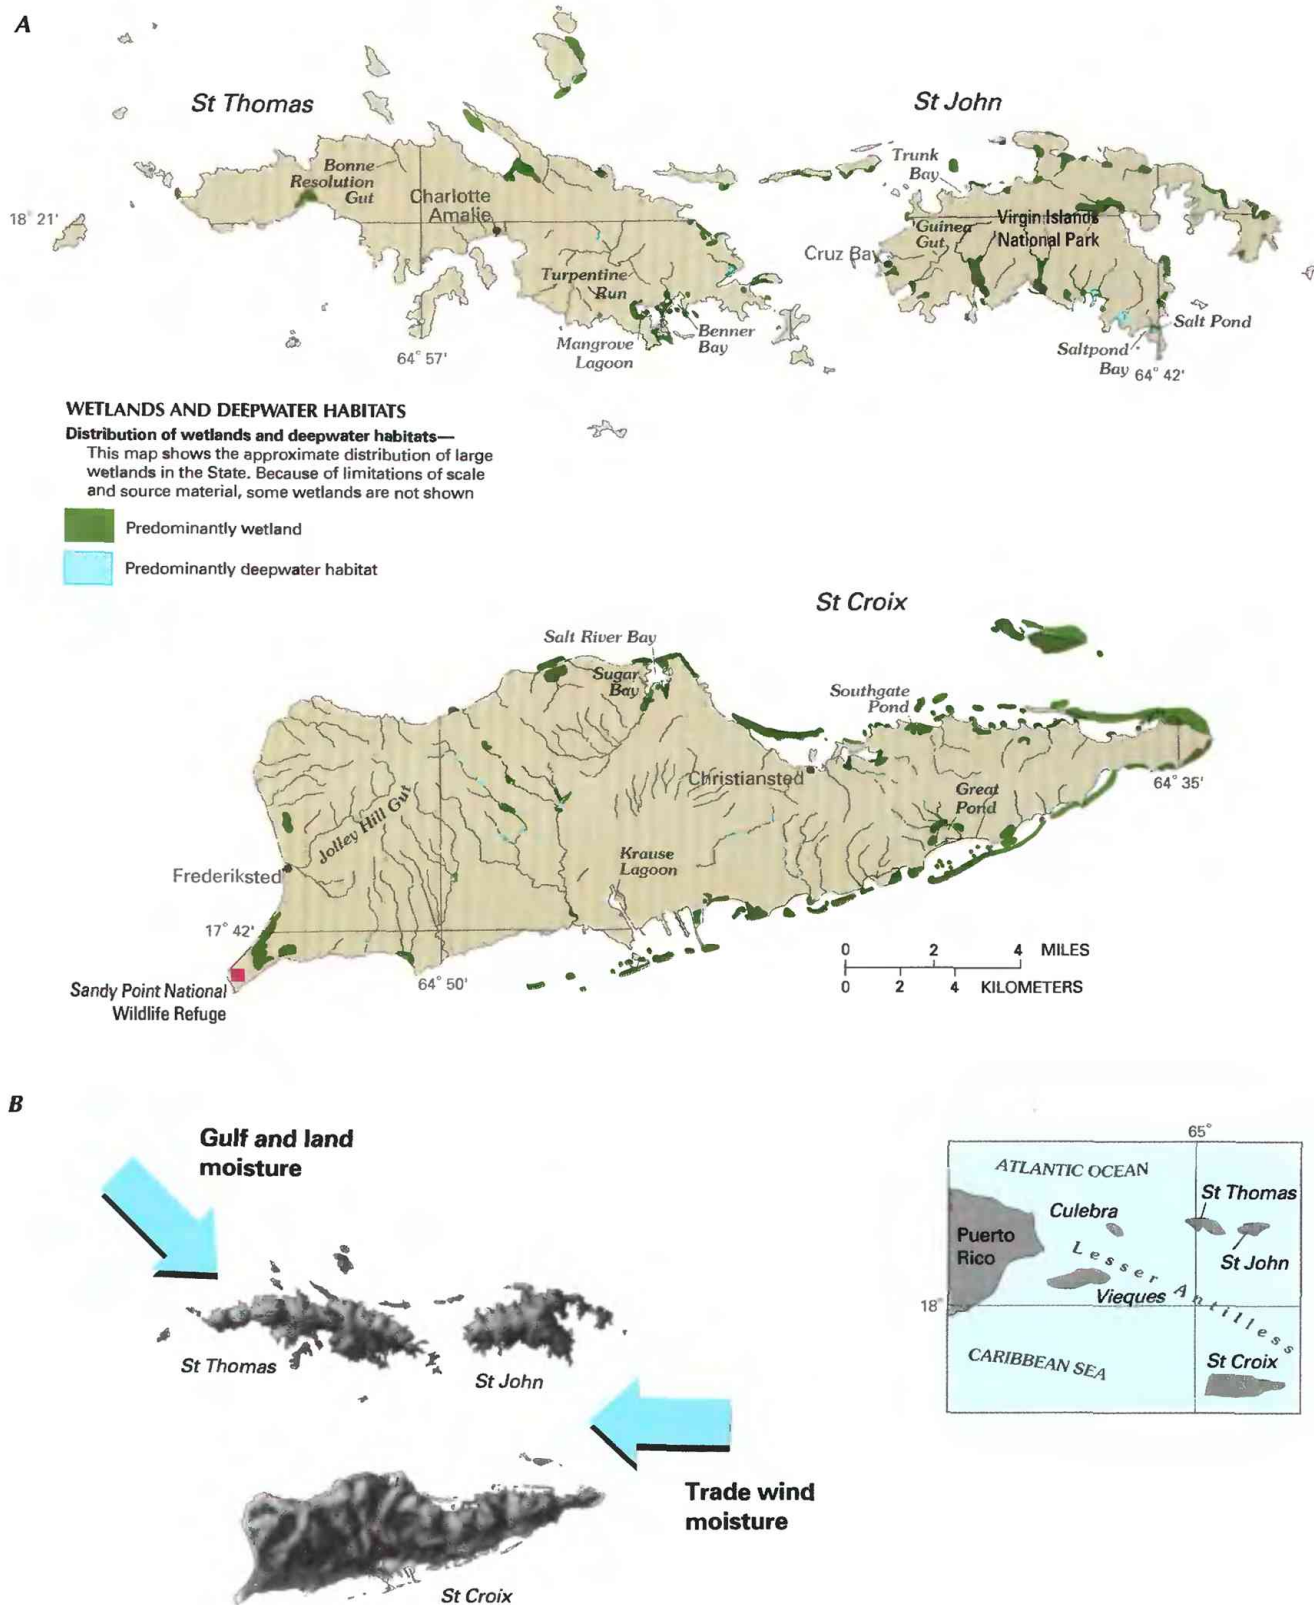 A
St Thomas
St John
Bonne
Resolution
Gut
Charlotte
Amalie
Trunk
Bay
18° 21'
Virgin Islands
National Park
Guinea
Gut
Cruz Bay
Turpentine
Run
Mangrove
Lagoon
Benner
Bay
Salt Pond
Saltpond
Bay
64° 57'
64° 42'
WETLANDS AND DEEPWATER HABITATS
Distribution of wetlands and deepwater habitats—
This map shows the approximate distribution of large
wetlands in the State. Because of limitations of scale
and source material, some wetlands are not shown
Predominantly wetland
Predominantly deepwater habitat
St Croix
Salt River Bay
Sugar
Bay
Southgate
Pond
Christiansted
64° 35'
Great
Pond
Jolley Hill Gut
Krause
Lagoon
Frederiksted
17° 42'
64° 50'
Sandy Point National
Wildlife Refuge
0 2 4 MILES
0 2 4 KILOMETERS
B
Gulf and land
moisture
St Thomas
St John
Trade wind
moisture
St Croix
65°
ATLANTIC OCEAN
St Thomas
Culebra
Puerto
Rico
St John
Lesser Antilless
Vieques
18°
CARIBBEAN SEA
St Croix